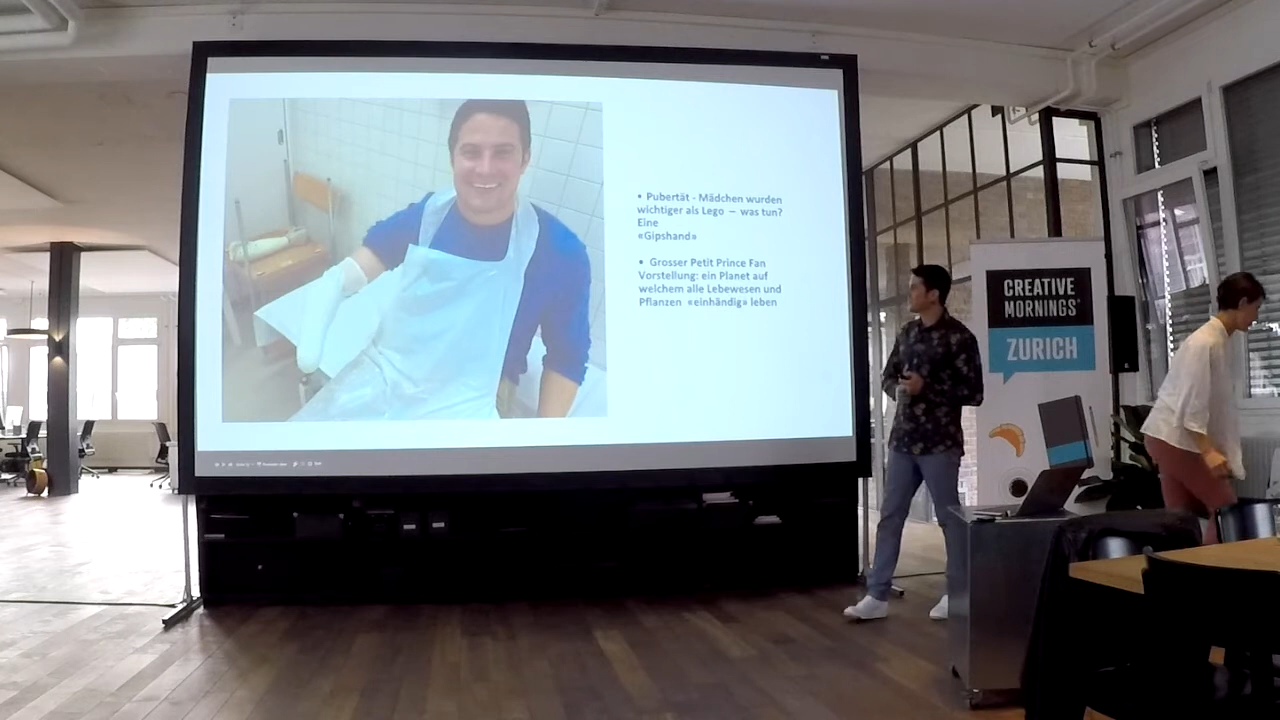 • Pubertät - Mädchen wurden
wichtiger als Lego – was tun?
Eine
«Gipshand»
• Grosser Petit Prince Fan
Vorstellung: ein Planet auf
welchem alle Lebewesen und
Pflanzen «einhändig» leben
CREATIVE
MORNINGS®
ZURICH